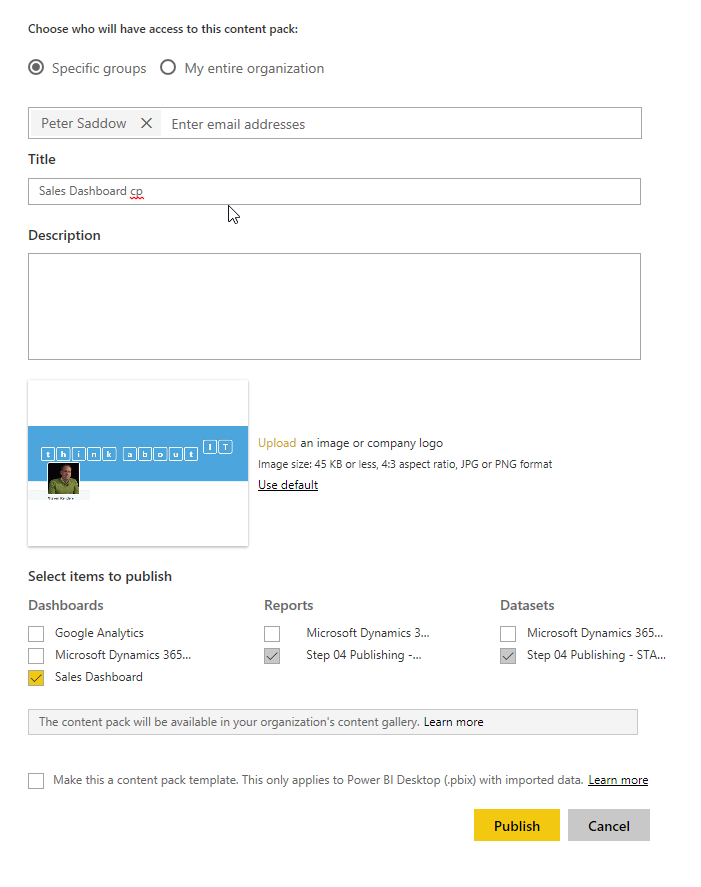 Choose who will have access to this content pack:
Specific groups My entire organization
Peter Saddow Enter email addresses
Title
Sales Dashboard cp
Description
think about IT
Upload an image or company logo
Image size: 45 KB or less, 4:3 aspect ratio, JPG or PNG format
Use default
Select items to publish
Dashboards Reports Datasets
Google Analytics Microsoft Dynamics 3... Microsoft Dynamics 365...
Microsoft Dynamics 365... Step 04 Publishing -... Step 04 Publishing - STA...
Sales Dashboard
The content pack will be available in your organization's content gallery. Learn more
Make this a content pack template. This only applies to Power BI Desktop (.pbix) with imported data. Learn more
Publish Cancel